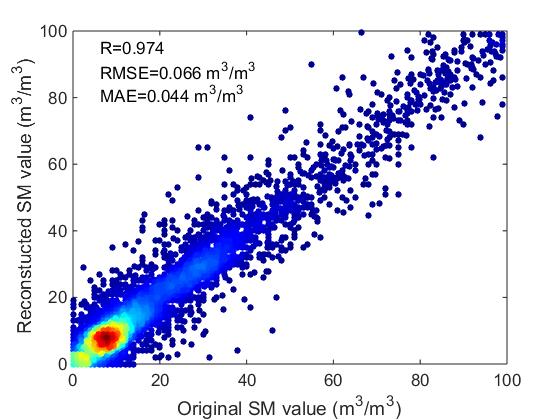 R=0.974
RMSE=0.066 m³/m³
MAE=0.044 m³/m³
Reconstucted SM value (m³/m³)
100
80
60
40
20
0
0 20 40 60 80 100
Original SM value (m³/m³)